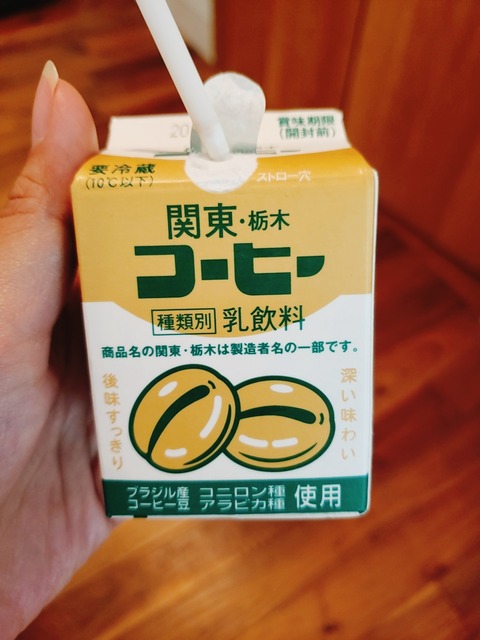 賞味期限
(開封前)
20
要冷蔵
(10℃以下)
ストロー穴
関東・栃木
コーヒー
種類別 乳飲料
商品名の関東・栃木は製造者名の一部です。
後味すっきり
深い味わい
ブラジル産 コニロン種 使用
コーヒー豆 アラビカ種